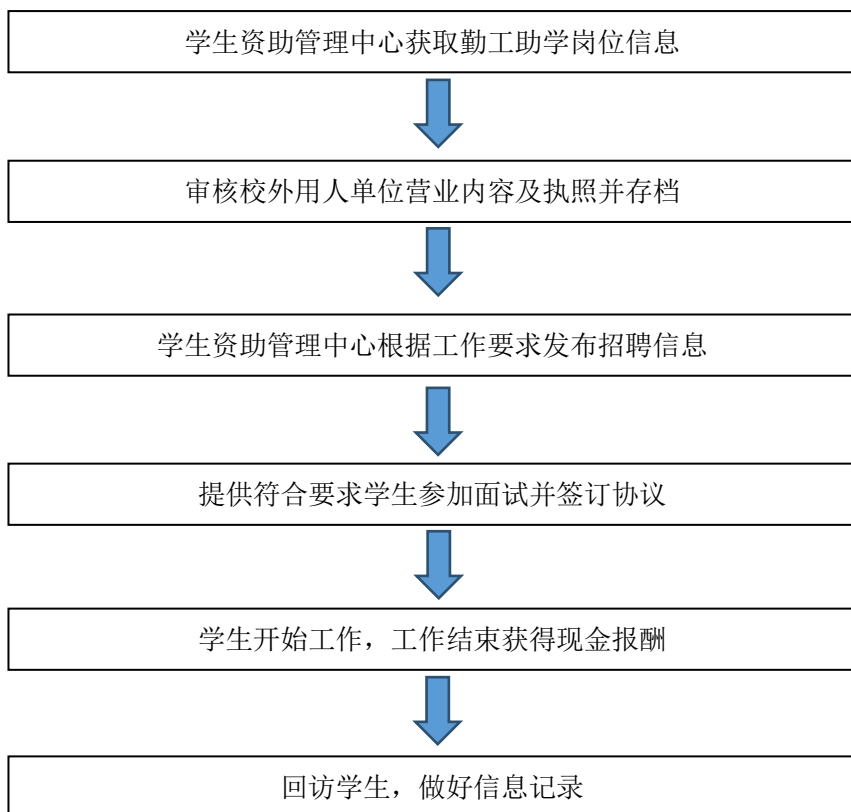 学生资助管理中心获取勤工助学岗位信息
审核校外用人单位营业内容及执照并存档
学生资助管理中心根据工作要求发布招聘信息
提供符合要求学生参加面试并签订协议
学生开始工作，工作结束获得现金报酬
回访学生，做好信息记录